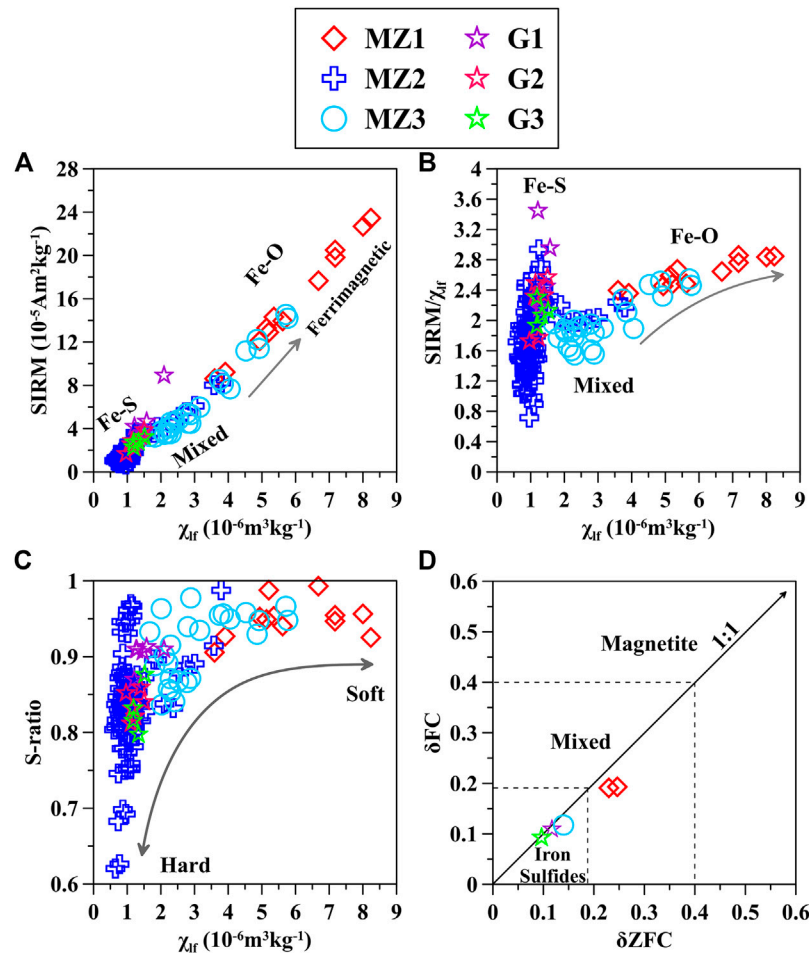 MZ1 G1
MZ2 G2
MZ3 G3
A
SIRM (10⁻⁵Am²kg⁻¹)
28
24
20
16
12
8
4
0
Fe-O
Ferrimagnetic
Fe-S
Mixed
0 1 2 3 4 5 6 7 8 9
χlf (10⁻⁶m³kg⁻¹)
B
SIRM/χlf
3.6
3.2
2.8
2.4
2
1.6
1.2
0.8
0.4
0
Fe-S
Fe-O
Mixed
0 1 2 3 4 5 6 7 8 9
χlf (10⁻⁶m³kg⁻¹)
C
S-ratio
1
0.9
0.8
0.7
0.6
Soft
Hard
0 1 2 3 4 5 6 7 8 9
χlf (10⁻⁶m³kg⁻¹)
D
δFC
0.6
0.5
0.4
0.3
0.2
0.1
0
1:1
Magnetite
Mixed
Iron
Sulfides
0 0.1 0.2 0.3 0.4 0.5 0.6
δZFC